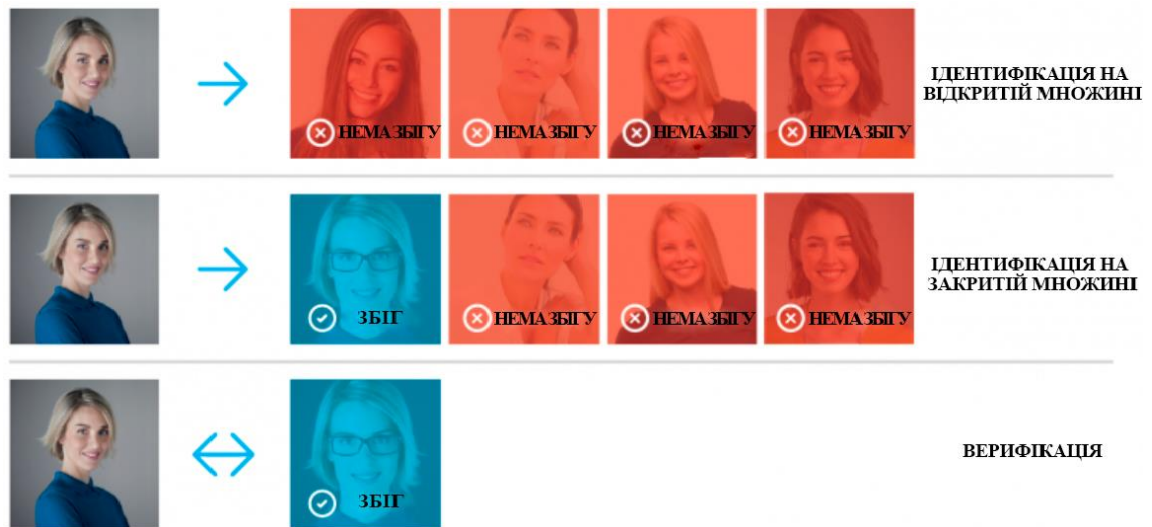 НЕМА ЗБІГУ
НЕМА ЗБІГУ
НЕМА ЗБІГУ
НЕМА ЗБІГУ
ІДЕНТИФІКАЦІЯ НА
ВІДКРИТІЙ МНОЖИНІ
ЗБІГ
НЕМА ЗБІГУ
НЕМА ЗБІГУ
НЕМА ЗБІГУ
ІДЕНТИФІКАЦІЯ НА
ЗАКРИТІЙ МНОЖИНІ
ЗБІГ
ВЕРИФІКАЦІЯ